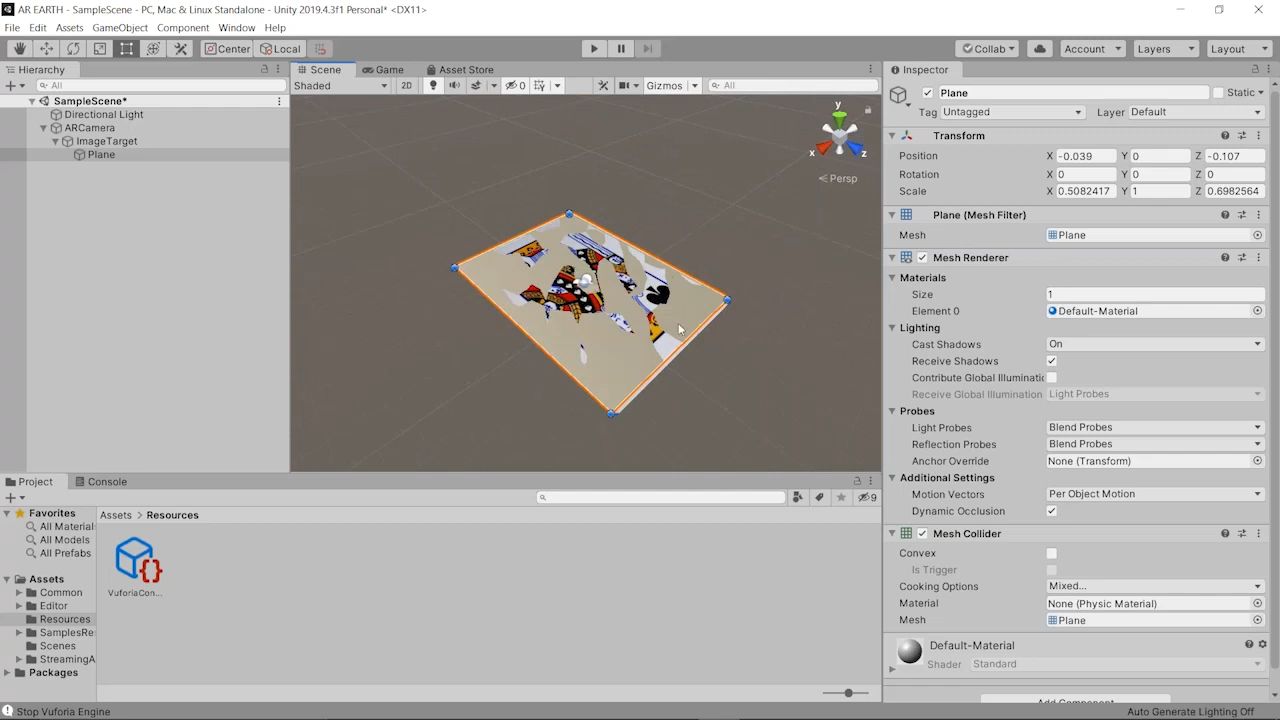 AR EARTH - SampleScene - PC, Mac & Linux Standalone - Unity 2019.4.3f1 Personal* <DX11>
File Edit Assets GameObject Component Window Help
Center Local Collab Account Layers Layout
Hierarchy
All
SampleScene*
Directional Light
ARCamera
ImageTarget
Plane
Scene Game Asset Store
Shaded 2D 0 Gizmos All
y
x z
Persp
Inspector
Plane Static
Tag Untagged Layer Default
Transform
Position X -0.039 Y 0 Z -0.107
Rotation X 0 Y 0 Z 0
Scale X 0.5082417 Y 1 Z 0.6982564
Plane (Mesh Filter)
Mesh Plane
Mesh Renderer
Materials
Size 1
Element 0 Default-Material
Lighting
Cast Shadows On
Receive Shadows
Contribute Global Illuminatic
Receive Global Illumination Light Probes
Probes
Light Probes Blend Probes
Reflection Probes Blend Probes
Anchor Override None (Transform)
Additional Settings
Motion Vectors Per Object Motion
Dynamic Occlusion
Mesh Collider
Convex
Is Trigger
Cooking Options Mixed...
Material None (Physic Material)
Mesh Plane
Default-Material
Shader Standard
Add Component
Project Console
9
Favorites
All Material
All Models
All Prefabs
Assets
Common
Editor
Resources
SamplesRe
Scenes
StreamingA
Packages
Assets > Resources
VuforiaCon...
Stop Vuforia Engine
Auto Generate Lighting Off